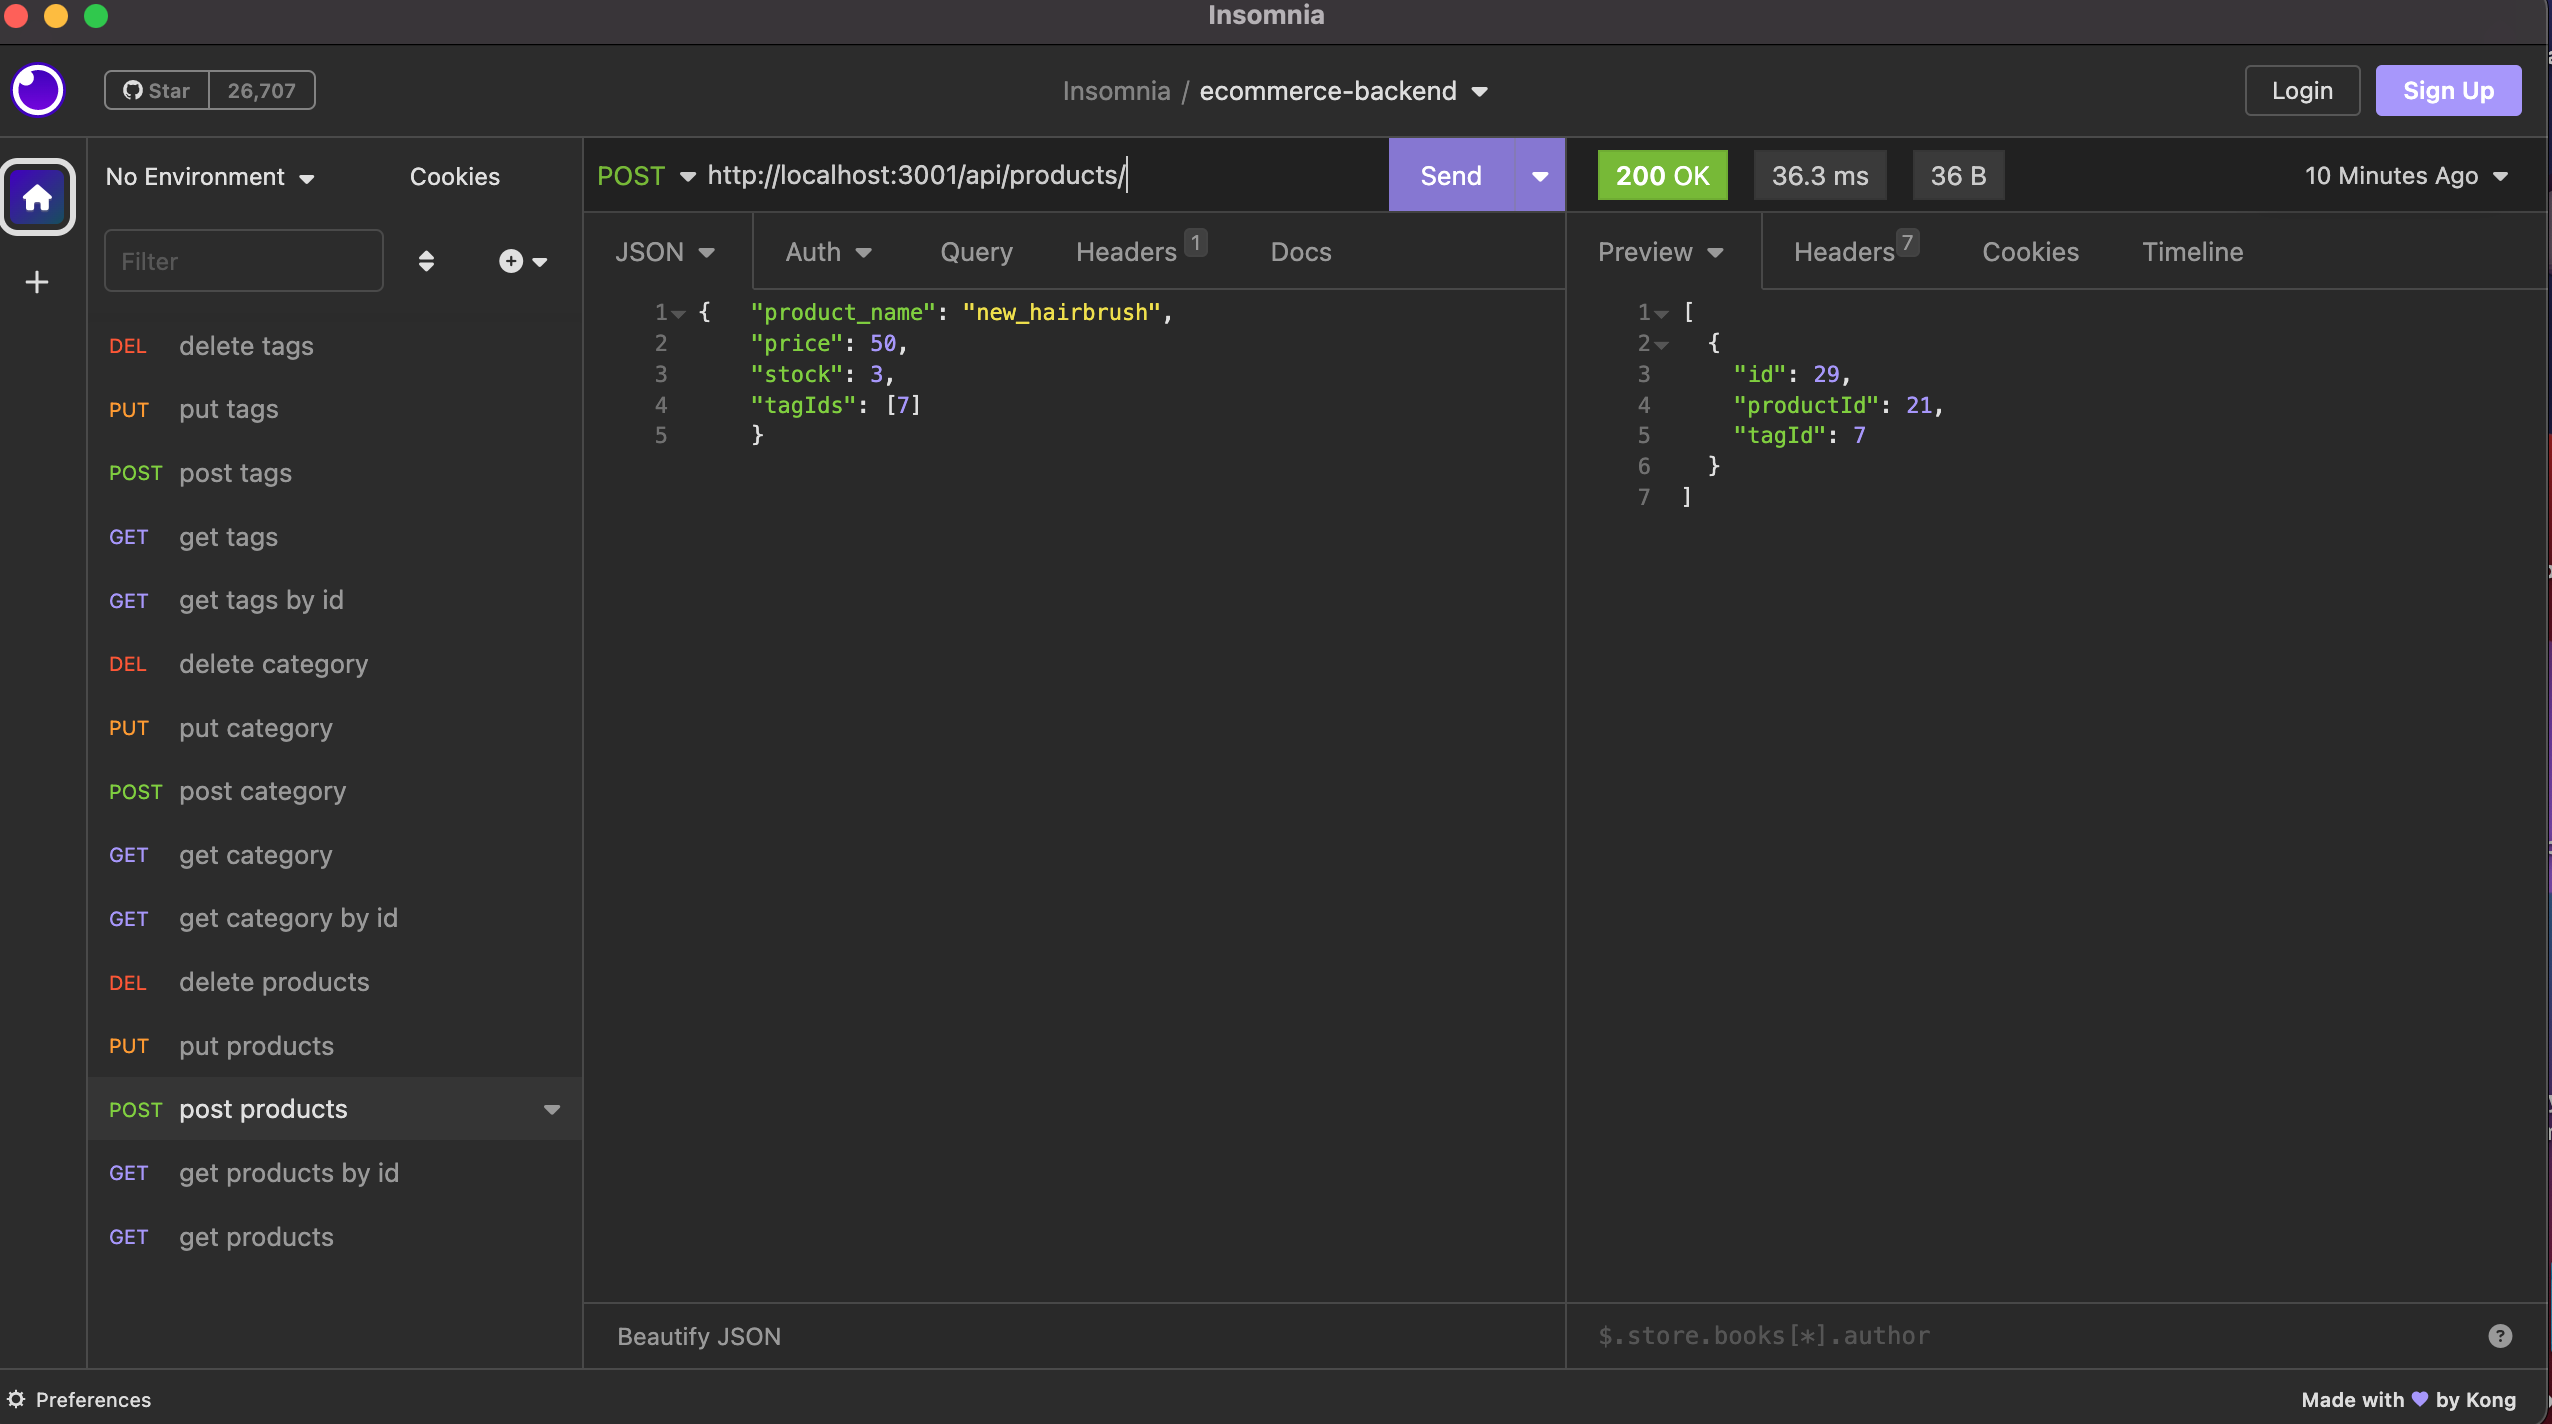 Insomnia
Star 26,707
Insomnia / ecommerce-backend
Login
Sign Up
No Environment
Cookies
Filter
DEL delete tags
PUT put tags
POST post tags
GET get tags
GET get tags by id
DEL delete category
PUT put category
POST post category
GET get category
GET get category by id
DEL delete products
PUT put products
POST post products
GET get products by id
GET get products
POST http://localhost:3001/api/products/
Send
JSON Auth Query Headers 1 Docs
1 { "product_name": "new_hairbrush",
2 "price": 50,
3 "stock": 3,
4 "tagIds": [7]
5 }
Beautify JSON
200 OK 36.3 ms 36 B 10 Minutes Ago
Preview Headers 7 Cookies Timeline
1 [
2 {
3 "id": 29,
4 "productId": 21,
5 "tagId": 7
6 }
7 ]
$.store.books[*].author
?
Preferences
Made with 💜 by Kong